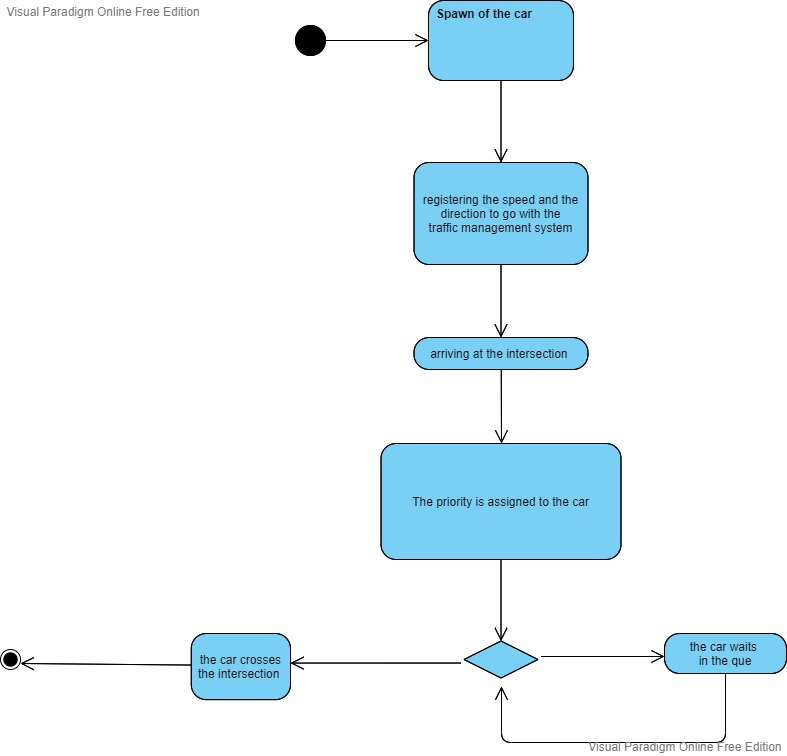 Visual Paradigm Online Free Edition
Spawn of the car
registering the speed and the
direction to go with the
traffic management system
arriving at the intersection
The priority is assigned to the car
the car crosses
the intersection
the car waits
in the que
Visual Paradigm Online Free Edition